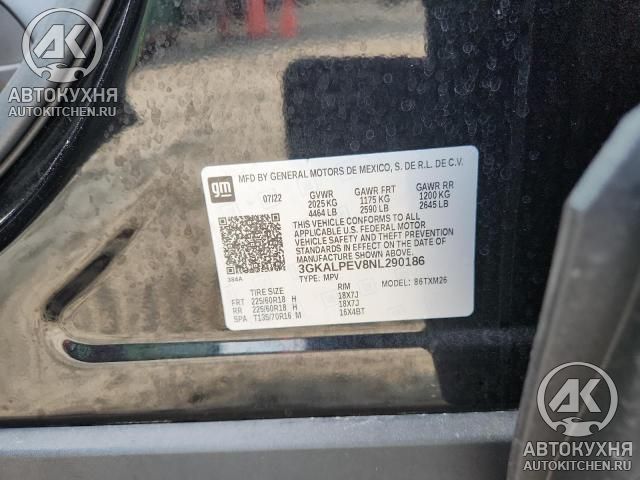 AK
АВТОКУХНЯ
AUTOKITCHEN.RU
gm
MFD BY GENERAL MOTORS DE MEXICO, S. DE R.L. DE C.V.
07/22 GVWR GAWR FRT GAWR RR
2025 KG 1175 KG 1200 KG
4464 LB 2590 LB 2645 LB
THIS VEHICLE CONFORMS TO ALL
APPLICABLE U.S. FEDERAL MOTOR
VEHICLE SAFETY AND THEFT PREVENTION
STANDARDS IN EFFECT ON THE DATE OF
MANUFACTURE SHOWN ABOVE.
3GKALPEV8NL290186
384A TYPE: MPV MODEL: 86TXM26
TIRE SIZE RIM
FRT 225/60R18 H 18X7J
RR 225/60R18 H 18X7J
SPA T135/70R16 M 16X4BT
AK
АВТОКУХНЯ
AUTOKITCHEN.RU